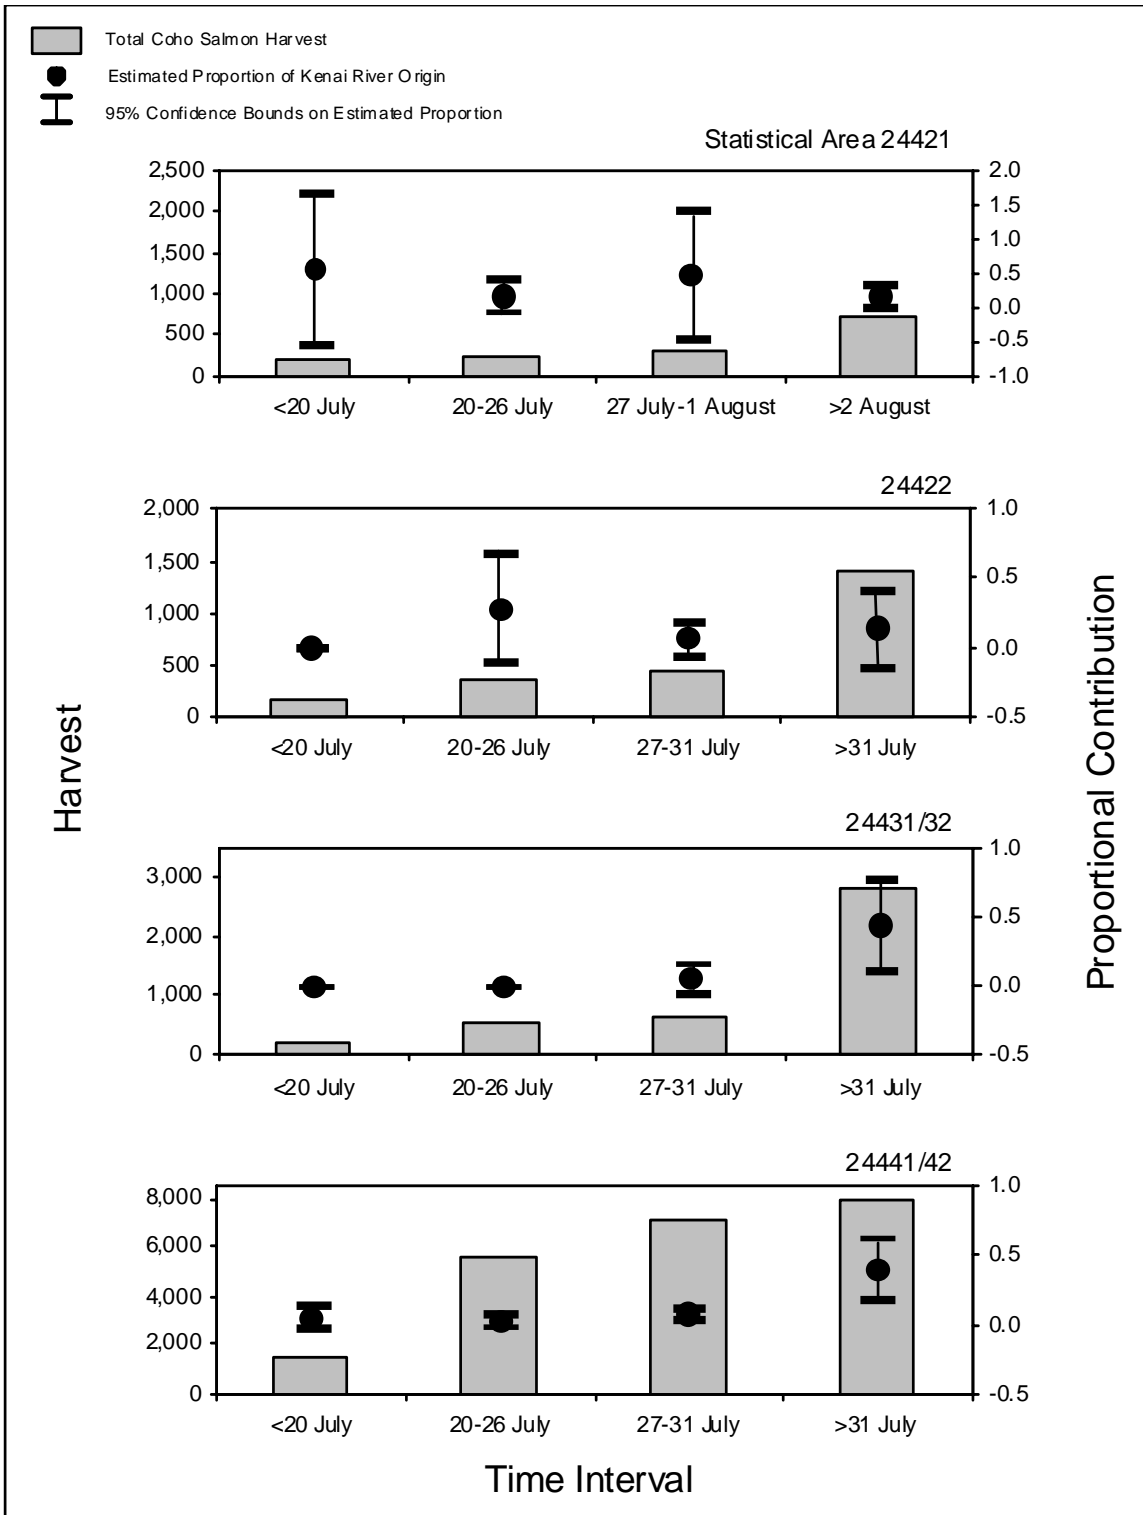 Total Coho Salmon Harvest
Estimated Proportion of Kenai River Origin
95% Confidence Bounds on Estimated Proportion
Statistical Area 24421
2,500
2,000
1,500
1,000
500
0
2.0
1.5
1.0
0.5
0.0
-0.5
-1.0
<20 July
20-26 July
27 July-1 August
>2 August
24422
2,000
1,500
1,000
500
0
1.0
0.5
0.0
-0.5
<20 July
20-26 July
27-31 July
>31 July
Harvest
Proportional Contribution
24431/32
3,000
2,000
1,000
0
1.0
0.5
0.0
-0.5
<20 July
20-26 July
27-31 July
>31 July
24441/42
8,000
6,000
4,000
2,000
0
1.0
0.5
0.0
-0.5
<20 July
20-26 July
27-31 July
>31 July
Time Interval